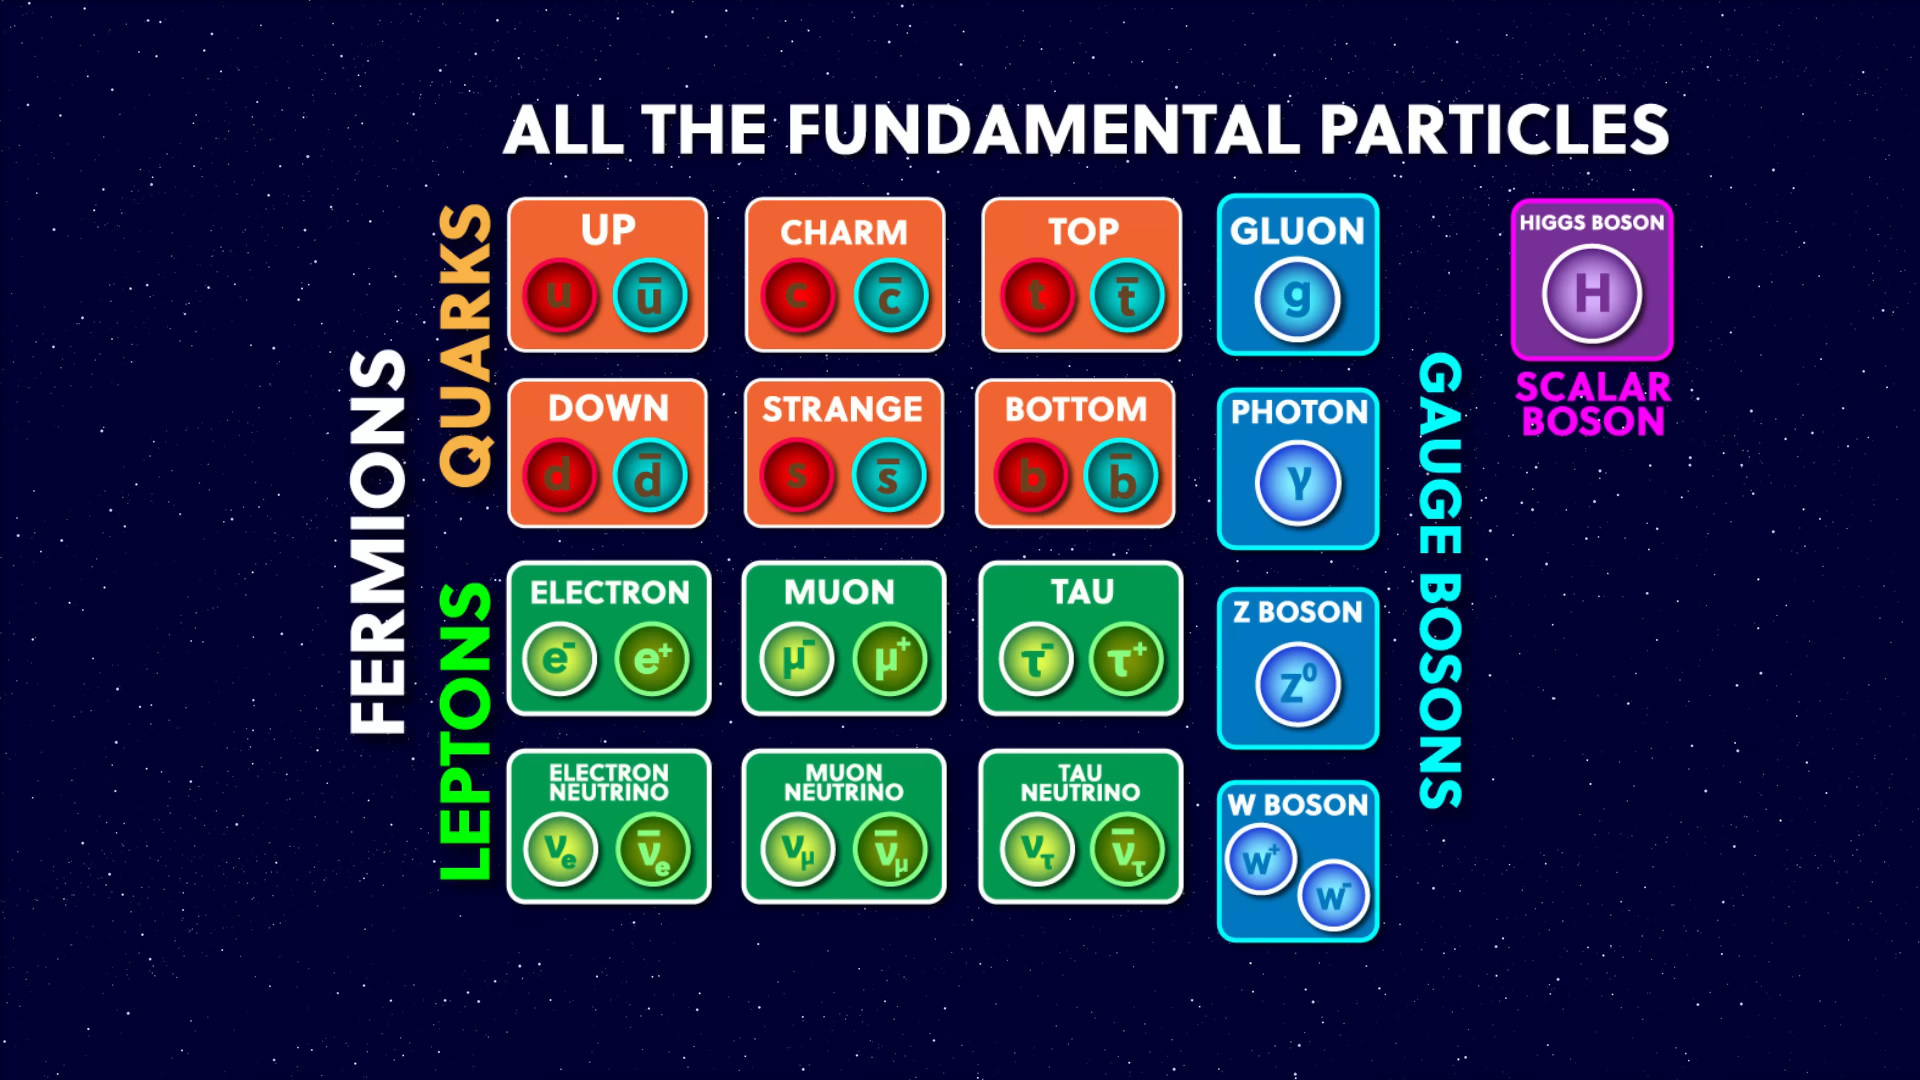 ALL THE FUNDAMENTAL PARTICLES
FERMIONS
QUARKS
UP
u ū
CHARM
c c̄
TOP
t t̄
DOWN
d d̄
STRANGE
s s̄
BOTTOM
b b̄
LEPTONS
ELECTRON
e⁻ e⁺
MUON
μ⁻ μ⁺
TAU
τ⁻ τ⁺
ELECTRON
NEUTRINO
νₑ ν̄ₑ
MUON
NEUTRINO
ν_μ ν̄_μ
TAU
NEUTRINO
ν_τ ν̄_τ
GLUON
g
PHOTON
γ
Z BOSON
Z⁰
W BOSON
W⁺
W⁻
GAUGE BOSONS
HIGGS BOSON
H
SCALAR
BOSON